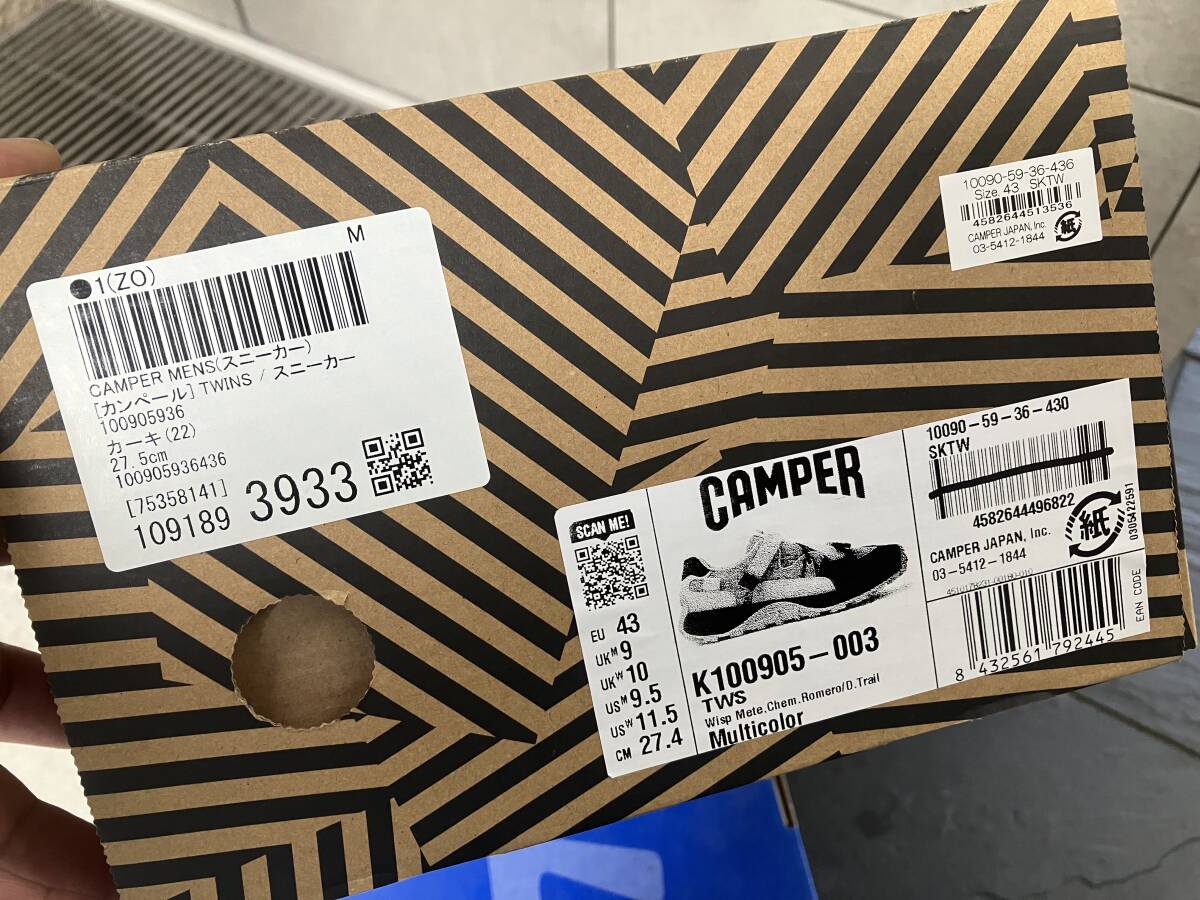 M
1(ZO)
CAMPER MENS(スニーカー)
[カンペール] TWINS / スニーカー
100905936
カーキ(22)
27.5cm
100905936436
[75358141]
109189 3933
10090-59-36-436
Size. 43 SKTW
4582644513536
CAMPER JAPAN, Inc.
03-5412-1844
紙
SCAN ME!
EU 43
UK M 9
UK W 10
US M 9.5
US W 11.5
CM 27.4
CAMPER
K100905-003
TWS
Wisp Mete.Chem.Romero/D.Trail
Multicolor
10090-59-36-430
SKTW
4582644496822
CAMPER JAPAN, Inc.
03-5412-1844
紙
0305422591
EAN CODE
8 432561 792445